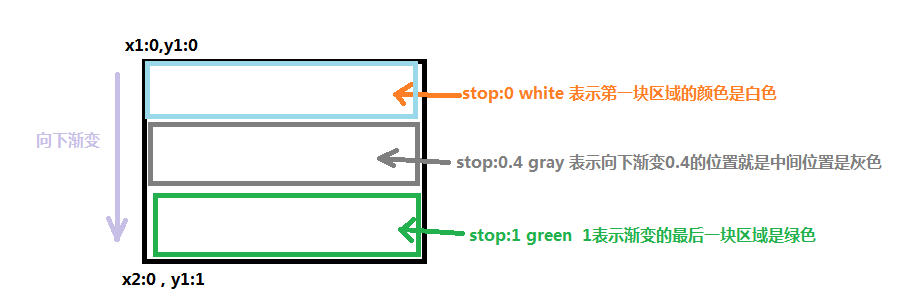 x1:0,y1:0
stop:0 white 表示第一块区域的颜色是白色
向下渐变
stop:0.4 gray 表示向下渐变0.4的位置就是中间位置是灰色
stop:1 green 1表示渐变的最后一块区域是绿色
x2:0 , y1:1